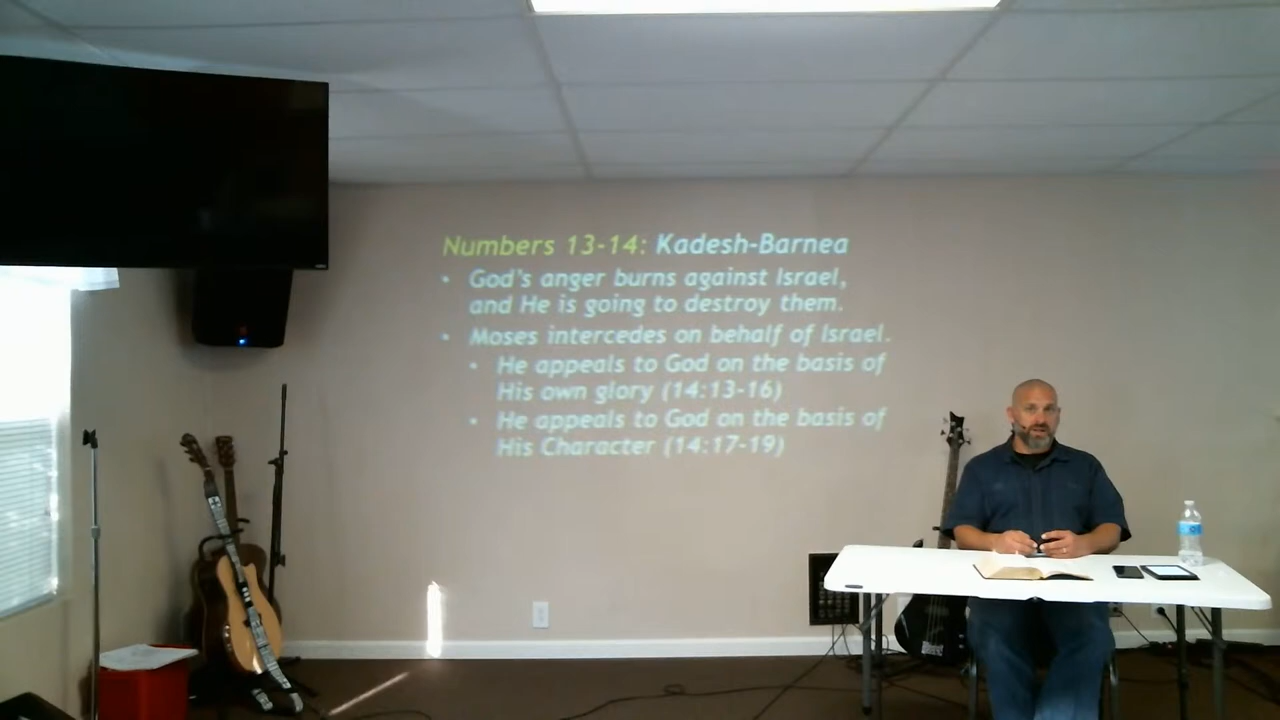 Numbers 13-14: Kadesh-Barnea
• God's anger burns against Israel,
and He is going to destroy them.
• Moses intercedes on behalf of Israel.
• He appeals to God on the basis of
His own glory (14:13-16)
• He appeals to God on the basis of
His Character (14:17-19)